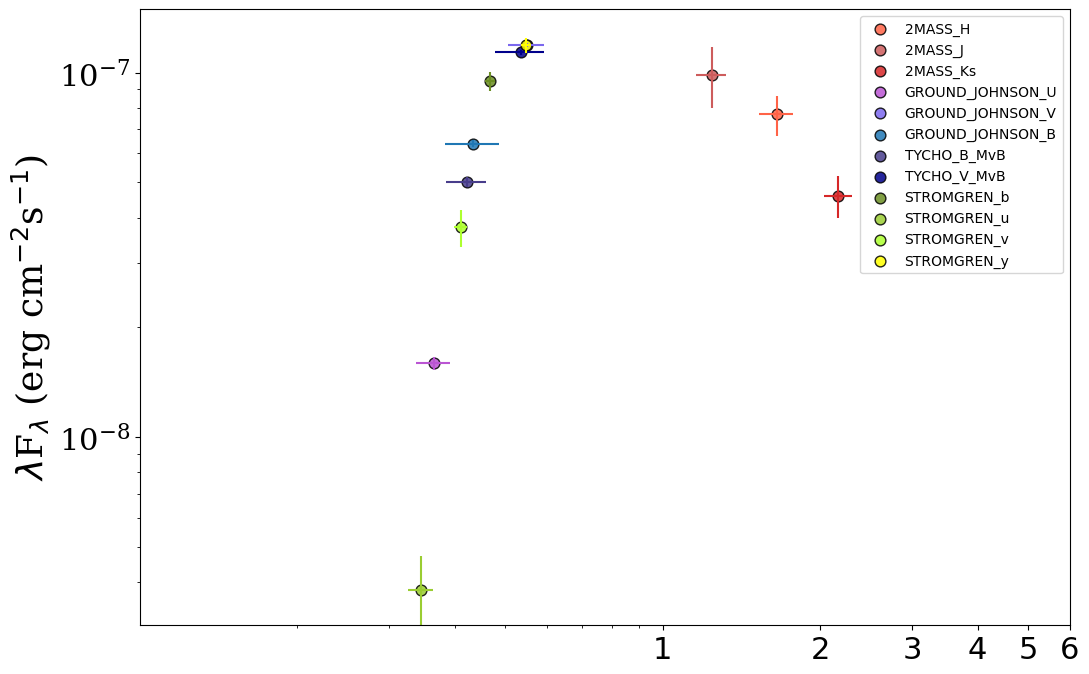 2MASS_H
2MASS_J
2MASS_Ks
GROUND_JOHNSON_U
GROUND_JOHNSON_V
GROUND_JOHNSON_B
TYCHO_B_MvB
TYCHO_V_MvB
STROMGREN_b
STROMGREN_u
STROMGREN_v
STROMGREN_y
10⁻⁷
10⁻⁸
λF_λ (erg cm⁻²s⁻¹)
1 2 3 4 5 6